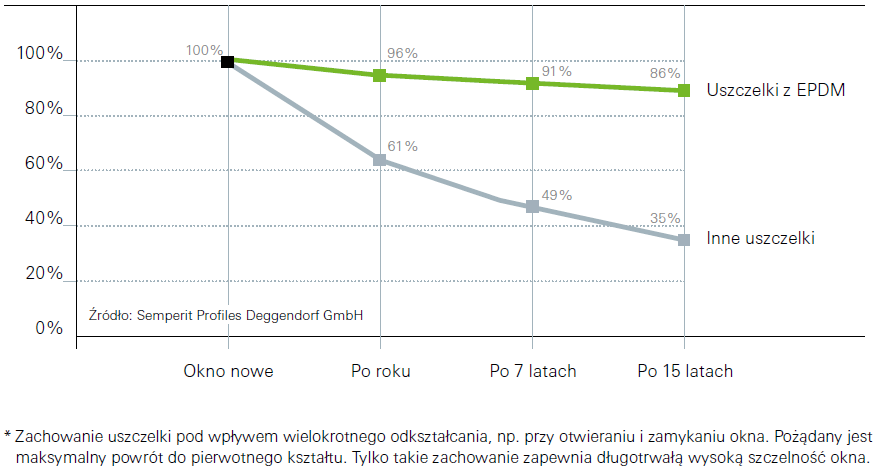 100%
100%
96%
91%
86%
Uszczelki z EPDM
80%
60%
61%
49%
40%
35%
Inne uszczelki
20%
Źródło: Semperit Profiles Deggendorf GmbH
0%
Okno nowe
Po roku
Po 7 latach
Po 15 latach
* Zachowanie uszczelki pod wpływem wielokrotnego odkształcania, np. przy otwieraniu i zamykaniu okna. Pożądany jest
maksymalny powrót do pierwotnego kształtu. Tylko takie zachowanie zapewnia długotrwałą wysoką szczelność okna.